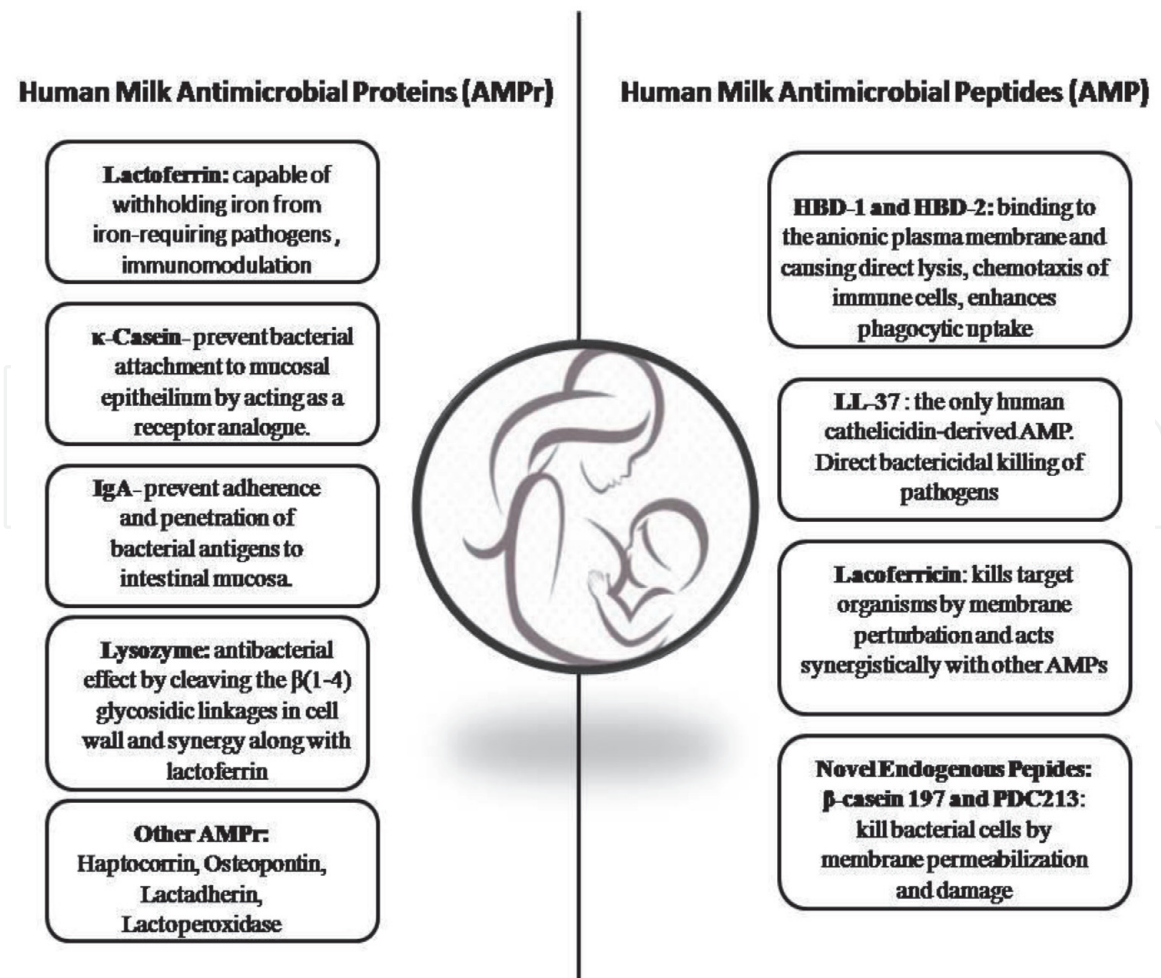 Human Milk Antimicrobial Proteins (AMPr)
Lactoferrin: capable of
withholding iron from
iron-requiring pathogens ,
immunomodulation
κ-Casein- prevent bacterial
attachment to mucosal
epitheilium by acting as a
receptor analogue.
IgA- prevent adherence
and penetration of
bacterial antigens to
intestinal mucosa.
Lysozyme: antibacterial
effect by cleaving the β(1-4)
glycosidic linkages in cell
wall and synergy along with
lactoferrin
Other AMPr:
Haptocorrin, Osteopontin,
Lactadherin,
Lactoperoxidase
Human Milk Antimicrobial Peptides (AMP)
HBD-1 and HBD-2: binding to
the anionic plasma membrane and
causing direct lysis, chemotaxis of
immune cells, enhances
phagocytic uptake
LL-37 : the only human
cathelicidin-derived AMP.
Direct bactericidal killing of
pathogens
Lacoferricin: kills target
organisms by membrane
perturbation and acts
synergistically with other AMPs
Novel Endogenous Pepides:
β-casein 197 and PDC213:
kill bacterial cells by
membrane permeabilization
and damage